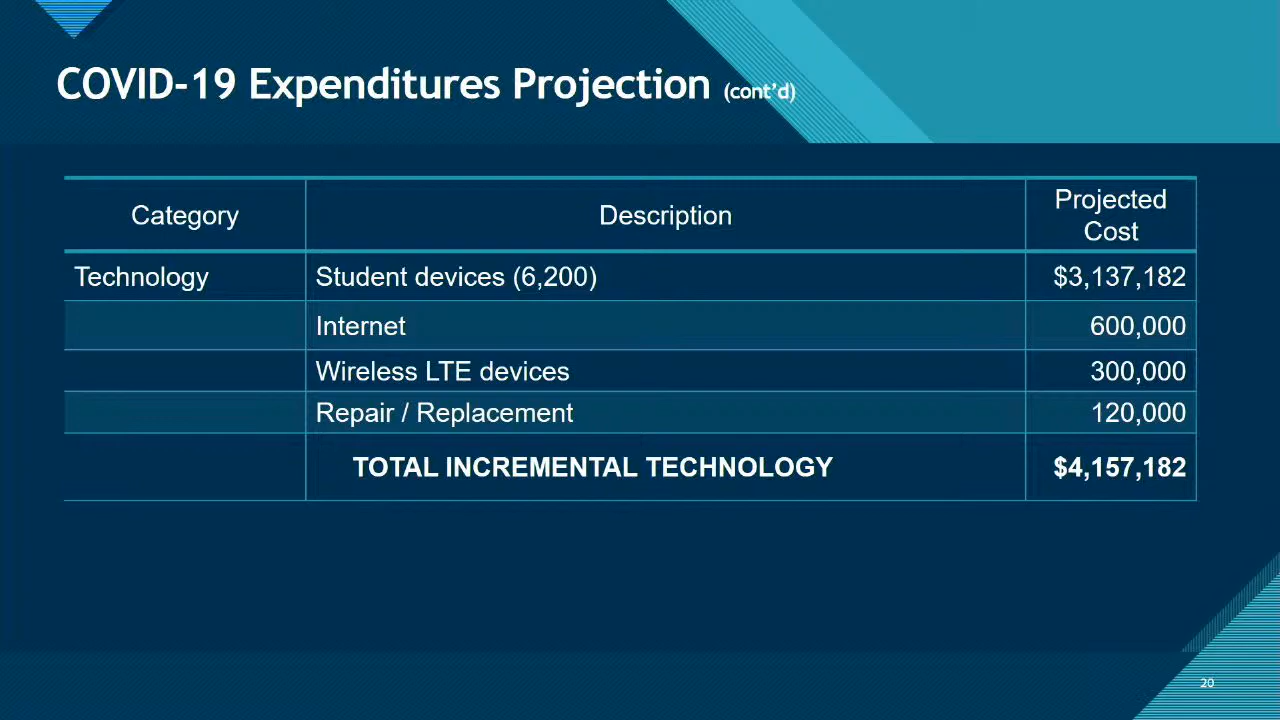 COVID-19 Expenditures Projection (cont’d)
Category Description Projected Cost
Technology Student devices (6,200) $3,137,182
Internet 600,000
Wireless LTE devices 300,000
Repair / Replacement 120,000
TOTAL INCREMENTAL TECHNOLOGY $4,157,182
20